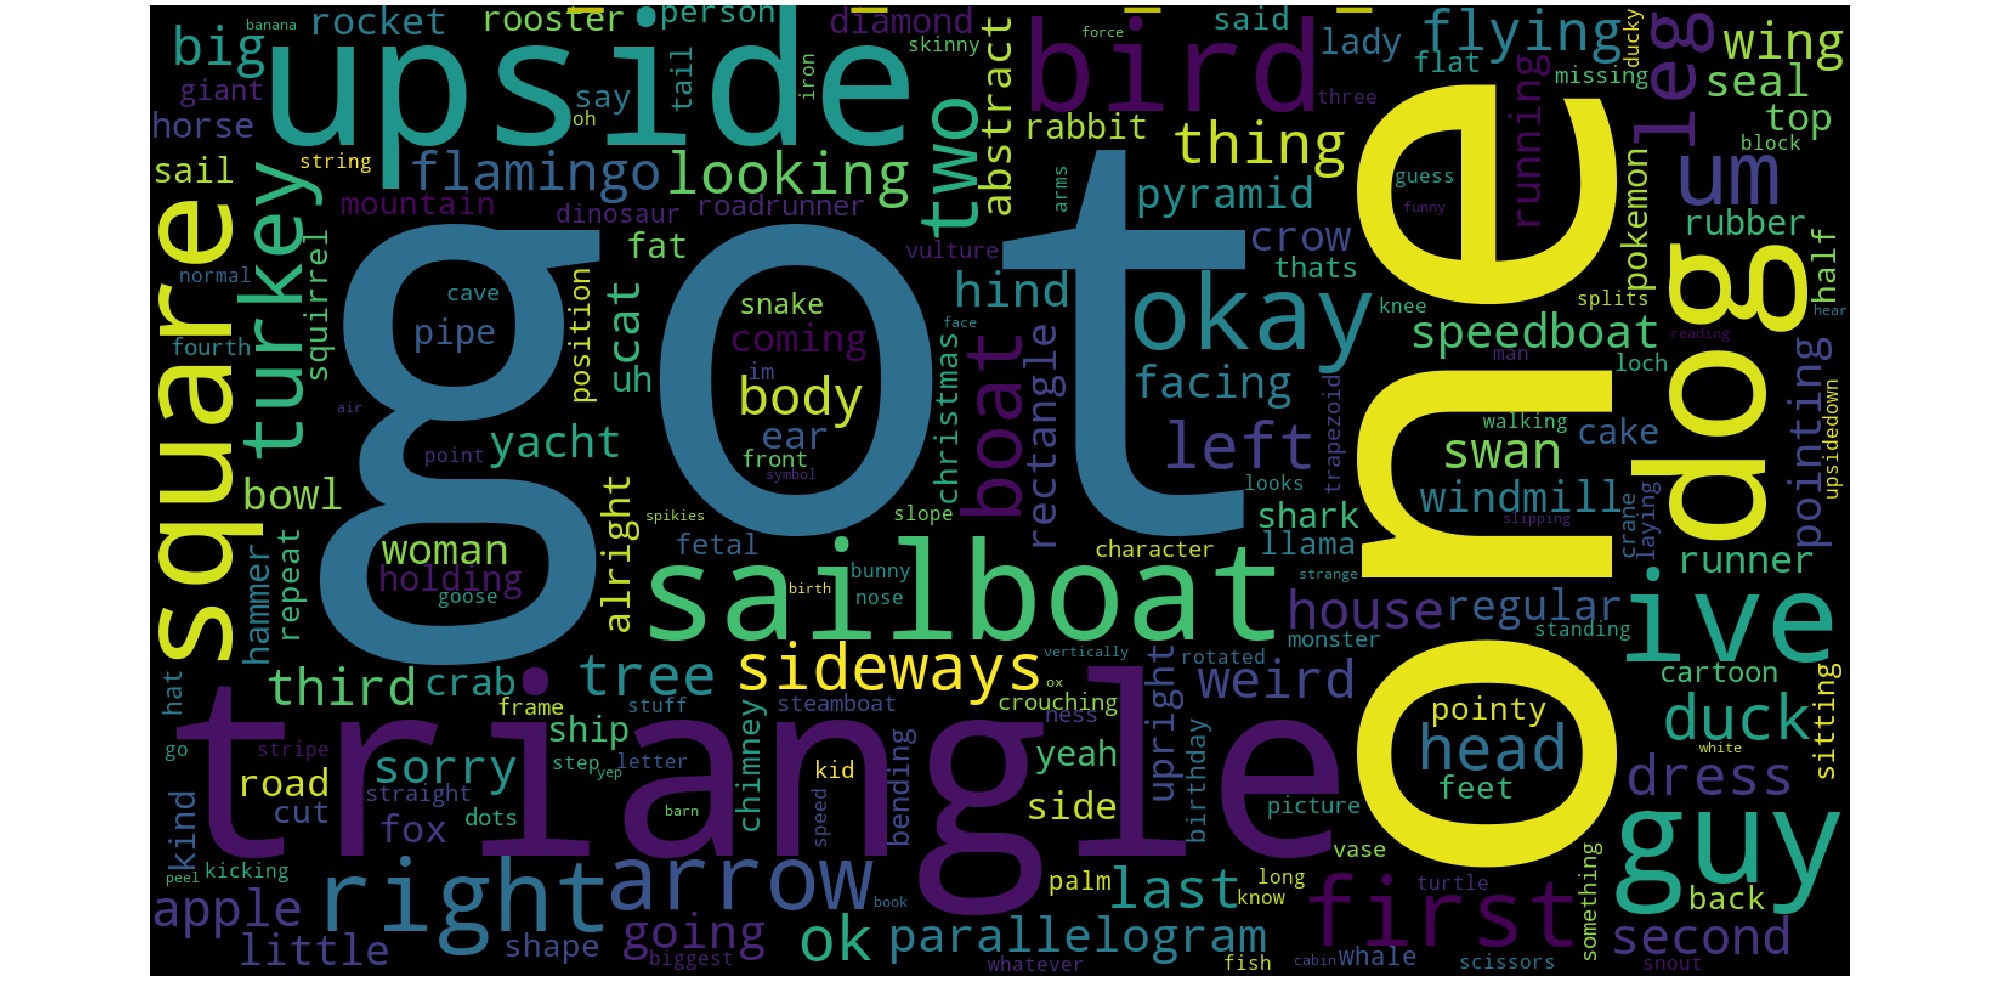 banana
rocket
rooster
person
diamond
said
lady
flying
ducky
leg
wing
big
upside
skinny
bird
force
flat
missing
seal
giant
say
tail
iron
abstract
three
running
top
horse
oh
two
rabbit
thing
one
block
string
sail
turkey
flamingo
looking
arms
pyramid
guess
pokemon
um
mountain
dinosaur
roadrunner
funny
rubber
square
squirrel
fat
vulture
crow
dog
half
normal
got
position
scat
cave
snake
hind
okay
thats
knee
splits
hear
fourth
pipe
coming
face
boat
rectangle
speedboat
reading
uh
im
body
christmas
facing
man
loch
pointing
air
yacht
ear
left
trapezoid
walking
swan
cake
upsidedown
point
front
symbol
looks
windmill
bowl
alright
spikies
slope
shark
slipping
crane
laying
hammer
repeat
woman
holding
goose
fetal
sailboat
character
llama
runner
birth
bunny
nose
strange
house
regular
ive
standing
monster
hat
third
crab
tree
sideways
vertically
ox
upright
rotated
weird
cartoon
sitting
frame
stuff
steamboat
crouching
ness
pointy
duck
go
stripe
triangle
ship
chimney
bending
yeah
birthday
head
white
road
sorry
step
yep
letter
kid
feet
dress
kind
cut
straight
fox
dots
barn
speed
side
picture
guy
peel
kicking
vase
something
apple
right
arrow
book
palm
last
long
know
first
turtle
back
little
shape
going
biggest
ok
parallelogram
whatever
fish
cabin
whale
scissors
second
snout